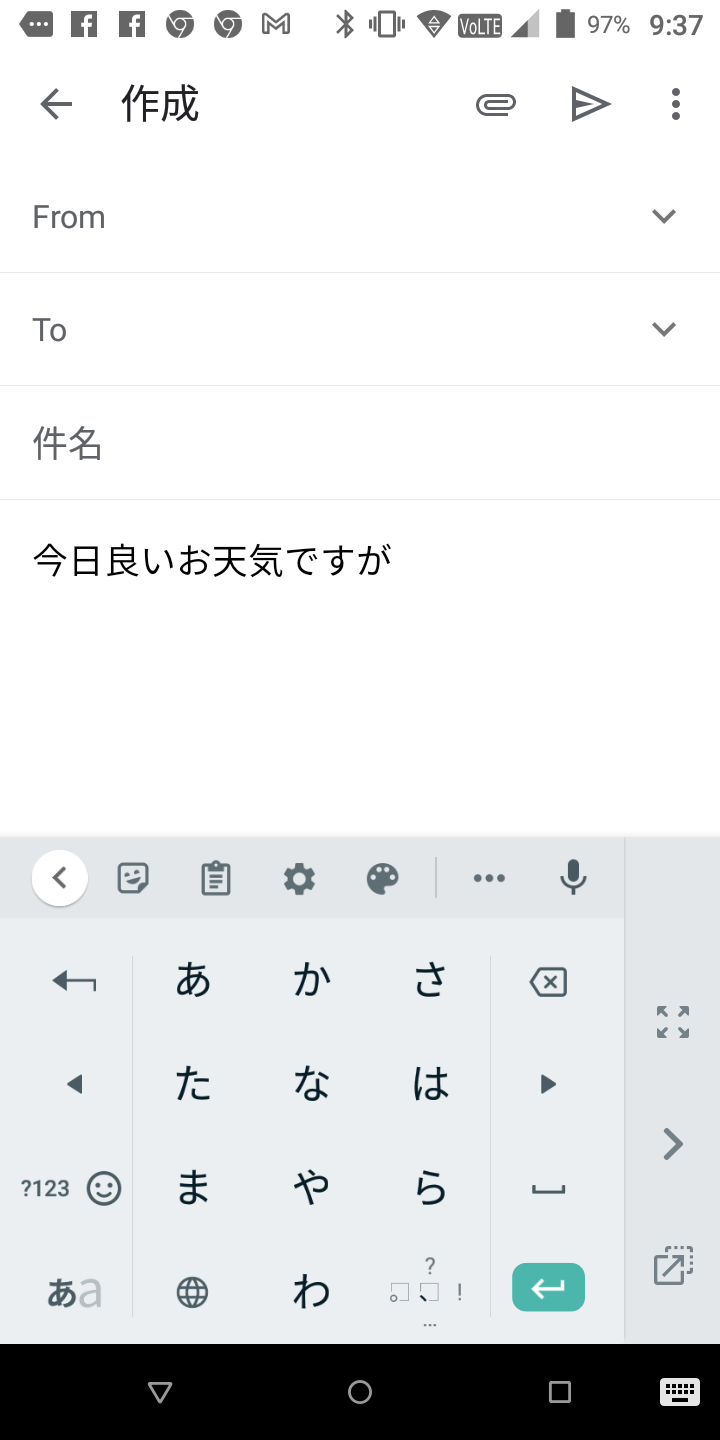 VoLTE 97% 9:37
作成
From
To
件名
今日良いお天気ですが
あ か さ
た な は
?123 ま や ら
あa わ 。 、 ? ! …